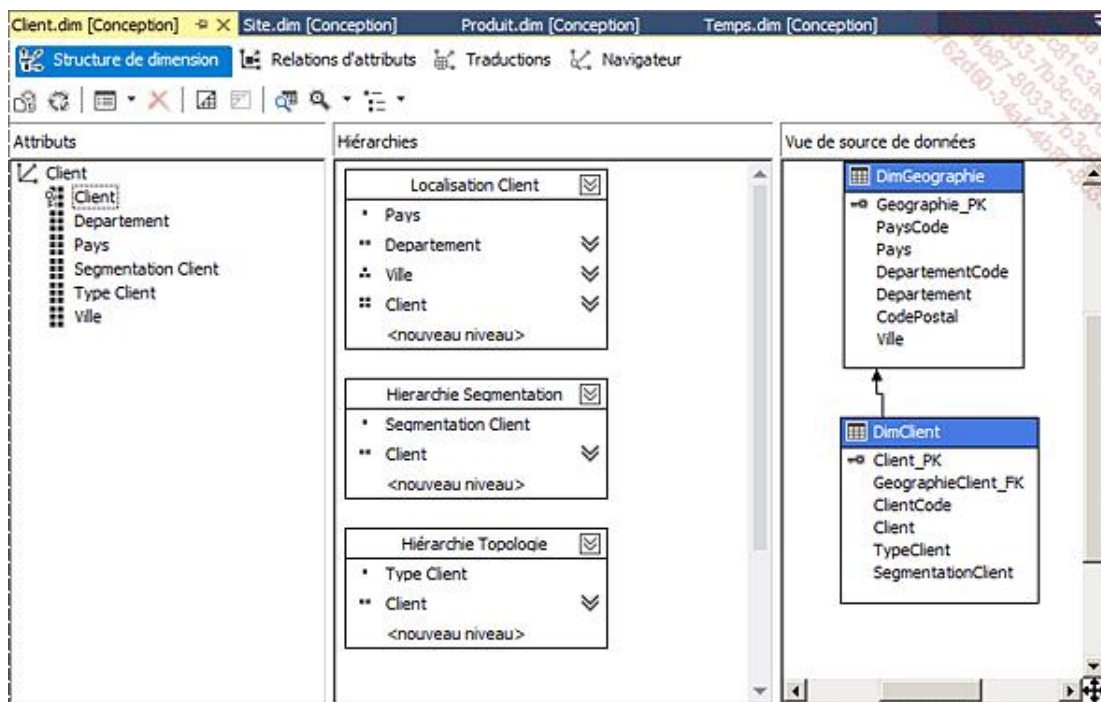 Client.dim [Conception] Site.dim [Conception] Produit.dim [Conception] Temps.dim [Conception]
Structure de dimension Relations d'attributs Traductions Navigateur
Attributs
Client
Client
Departement
Pays
Segmentation Client
Type Client
Ville
Hiérarchies
Localisation Client
Pays
Departement
Ville
Client
<nouveau niveau>
Hierarchie Segmentation
Segmentation Client
Client
<nouveau niveau>
Hiérarchie Topologie
Type Client
Client
<nouveau niveau>
Vue de source de données
DimGeographie
Geographie_PK
PaysCode
Pays
DepartementCode
Departement
CodePostal
Ville
DimClient
Client_PK
GeographieClient_FK
ClientCode
Client
TypeClient
SegmentationClient